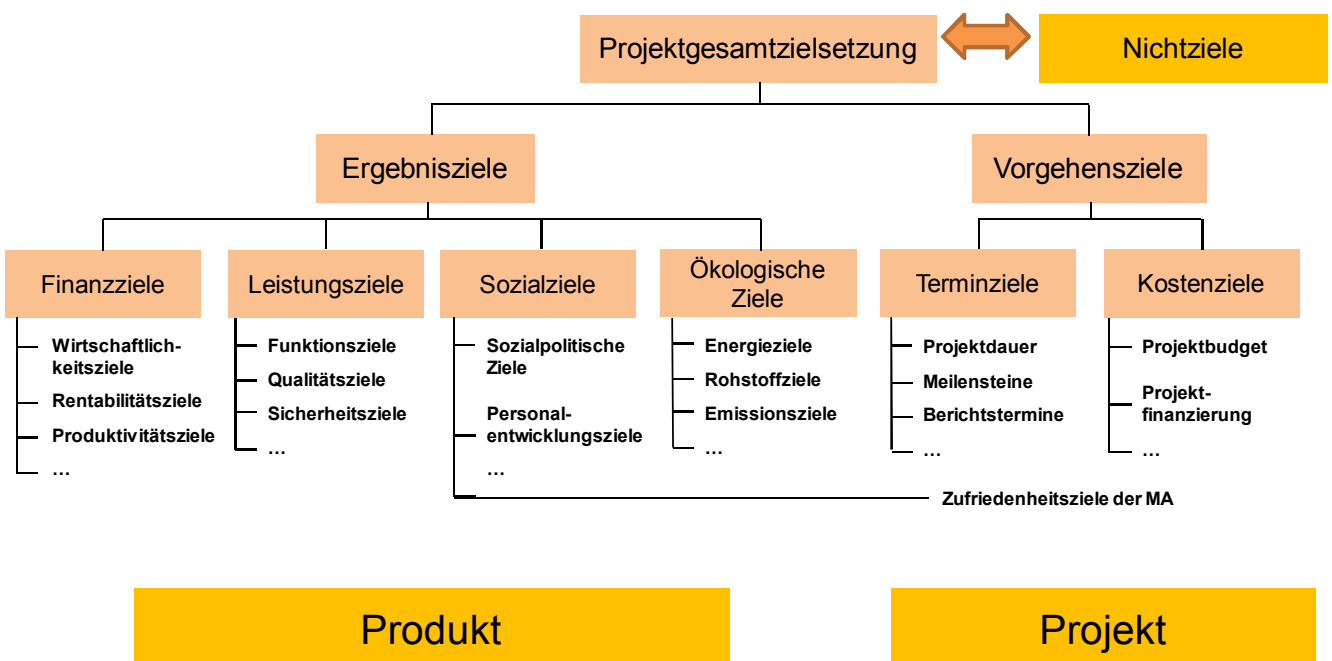 Projektgesamtzielsetzung
Nichtziele
Ergebnisziele
Vorgehensziele
Finanzziele
Leistungsziele
Sozialziele
Ökologische
Ziele
Terminziele
Kostenziele
Wirtschaftlich-
keitsziele
Rentabilitätsziele
Produktivitätsziele
…
Funktionsziele
Qualitätsziele
Sicherheitsziele
…
Sozialpolitische
Ziele
Personal-
entwicklungsziele
…
Zufriedenheitsziele der MA
Energieziele
Rohstoffziele
Emissionsziele
…
Projektdauer
Meilensteine
Berichtstermine
…
Projektbudget
Projekt-
finanzierung
…
Produkt
Projekt